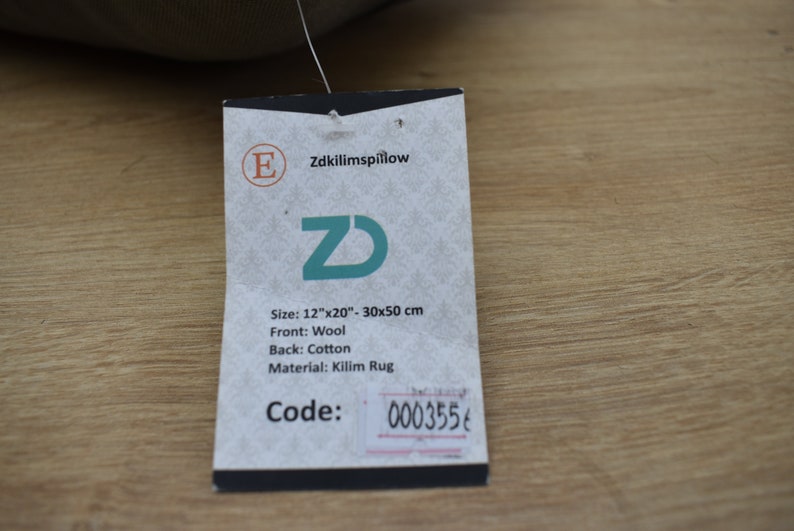 E
Zdkilimspillow
ZD
Size: 12"x20"- 30x50 cm
Front: Wool
Back: Cotton
Material: Kilim Rug
Code: 0003556